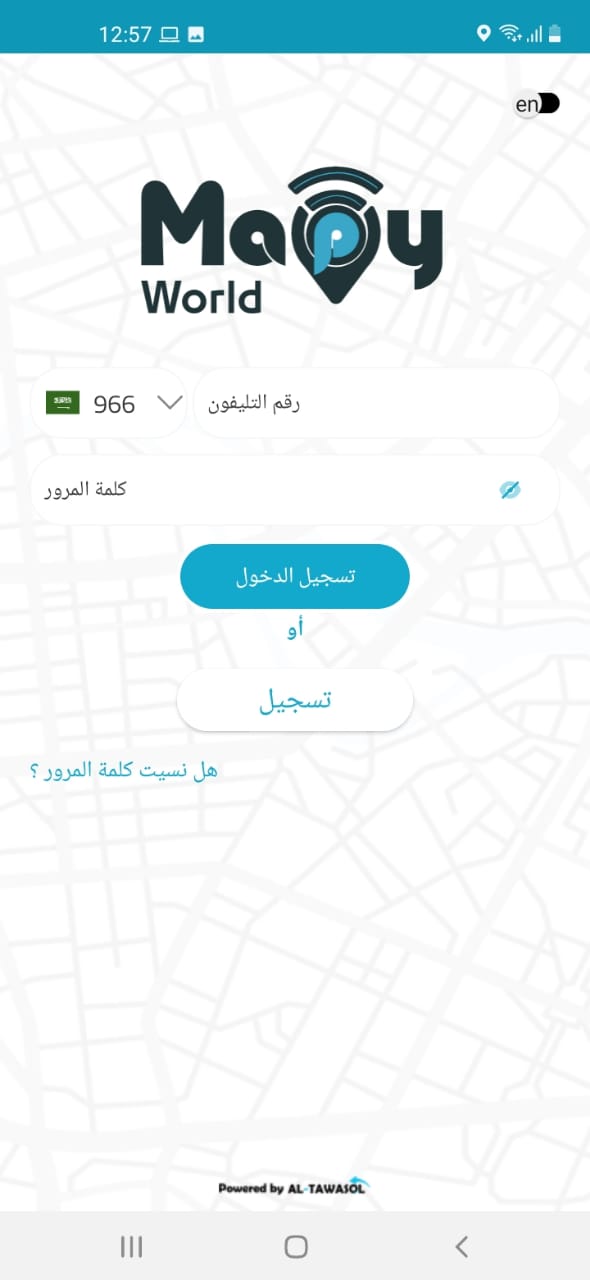 12:57
en
Mapy
World
966
رقم التليفون
كلمة المرور
تسجيل الدخول
أو
تسجيل
هل نسيت كلمة المرور ؟
Powered by AL-TAWASOL